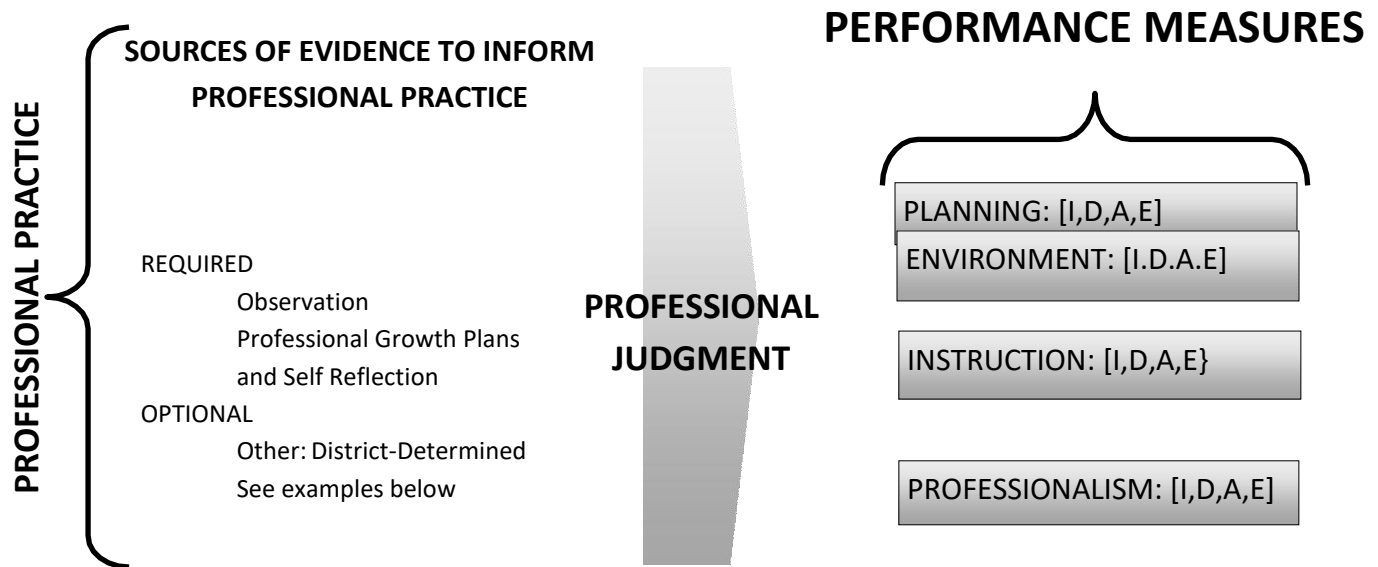 PROFESSIONAL PRACTICE
SOURCES OF EVIDENCE TO INFORM
PROFESSIONAL PRACTICE
REQUIRED
Observation
Professional Growth Plans
and Self Reflection
OPTIONAL
Other: District-Determined
See examples below
PROFESSIONAL
JUDGMENT
PERFORMANCE MEASURES
PLANNING: [I,D,A,E]
ENVIRONMENT: [I.D.A.E]
INSTRUCTION: [I,D,A,E}
PROFESSIONALISM: [I,D,A,E]